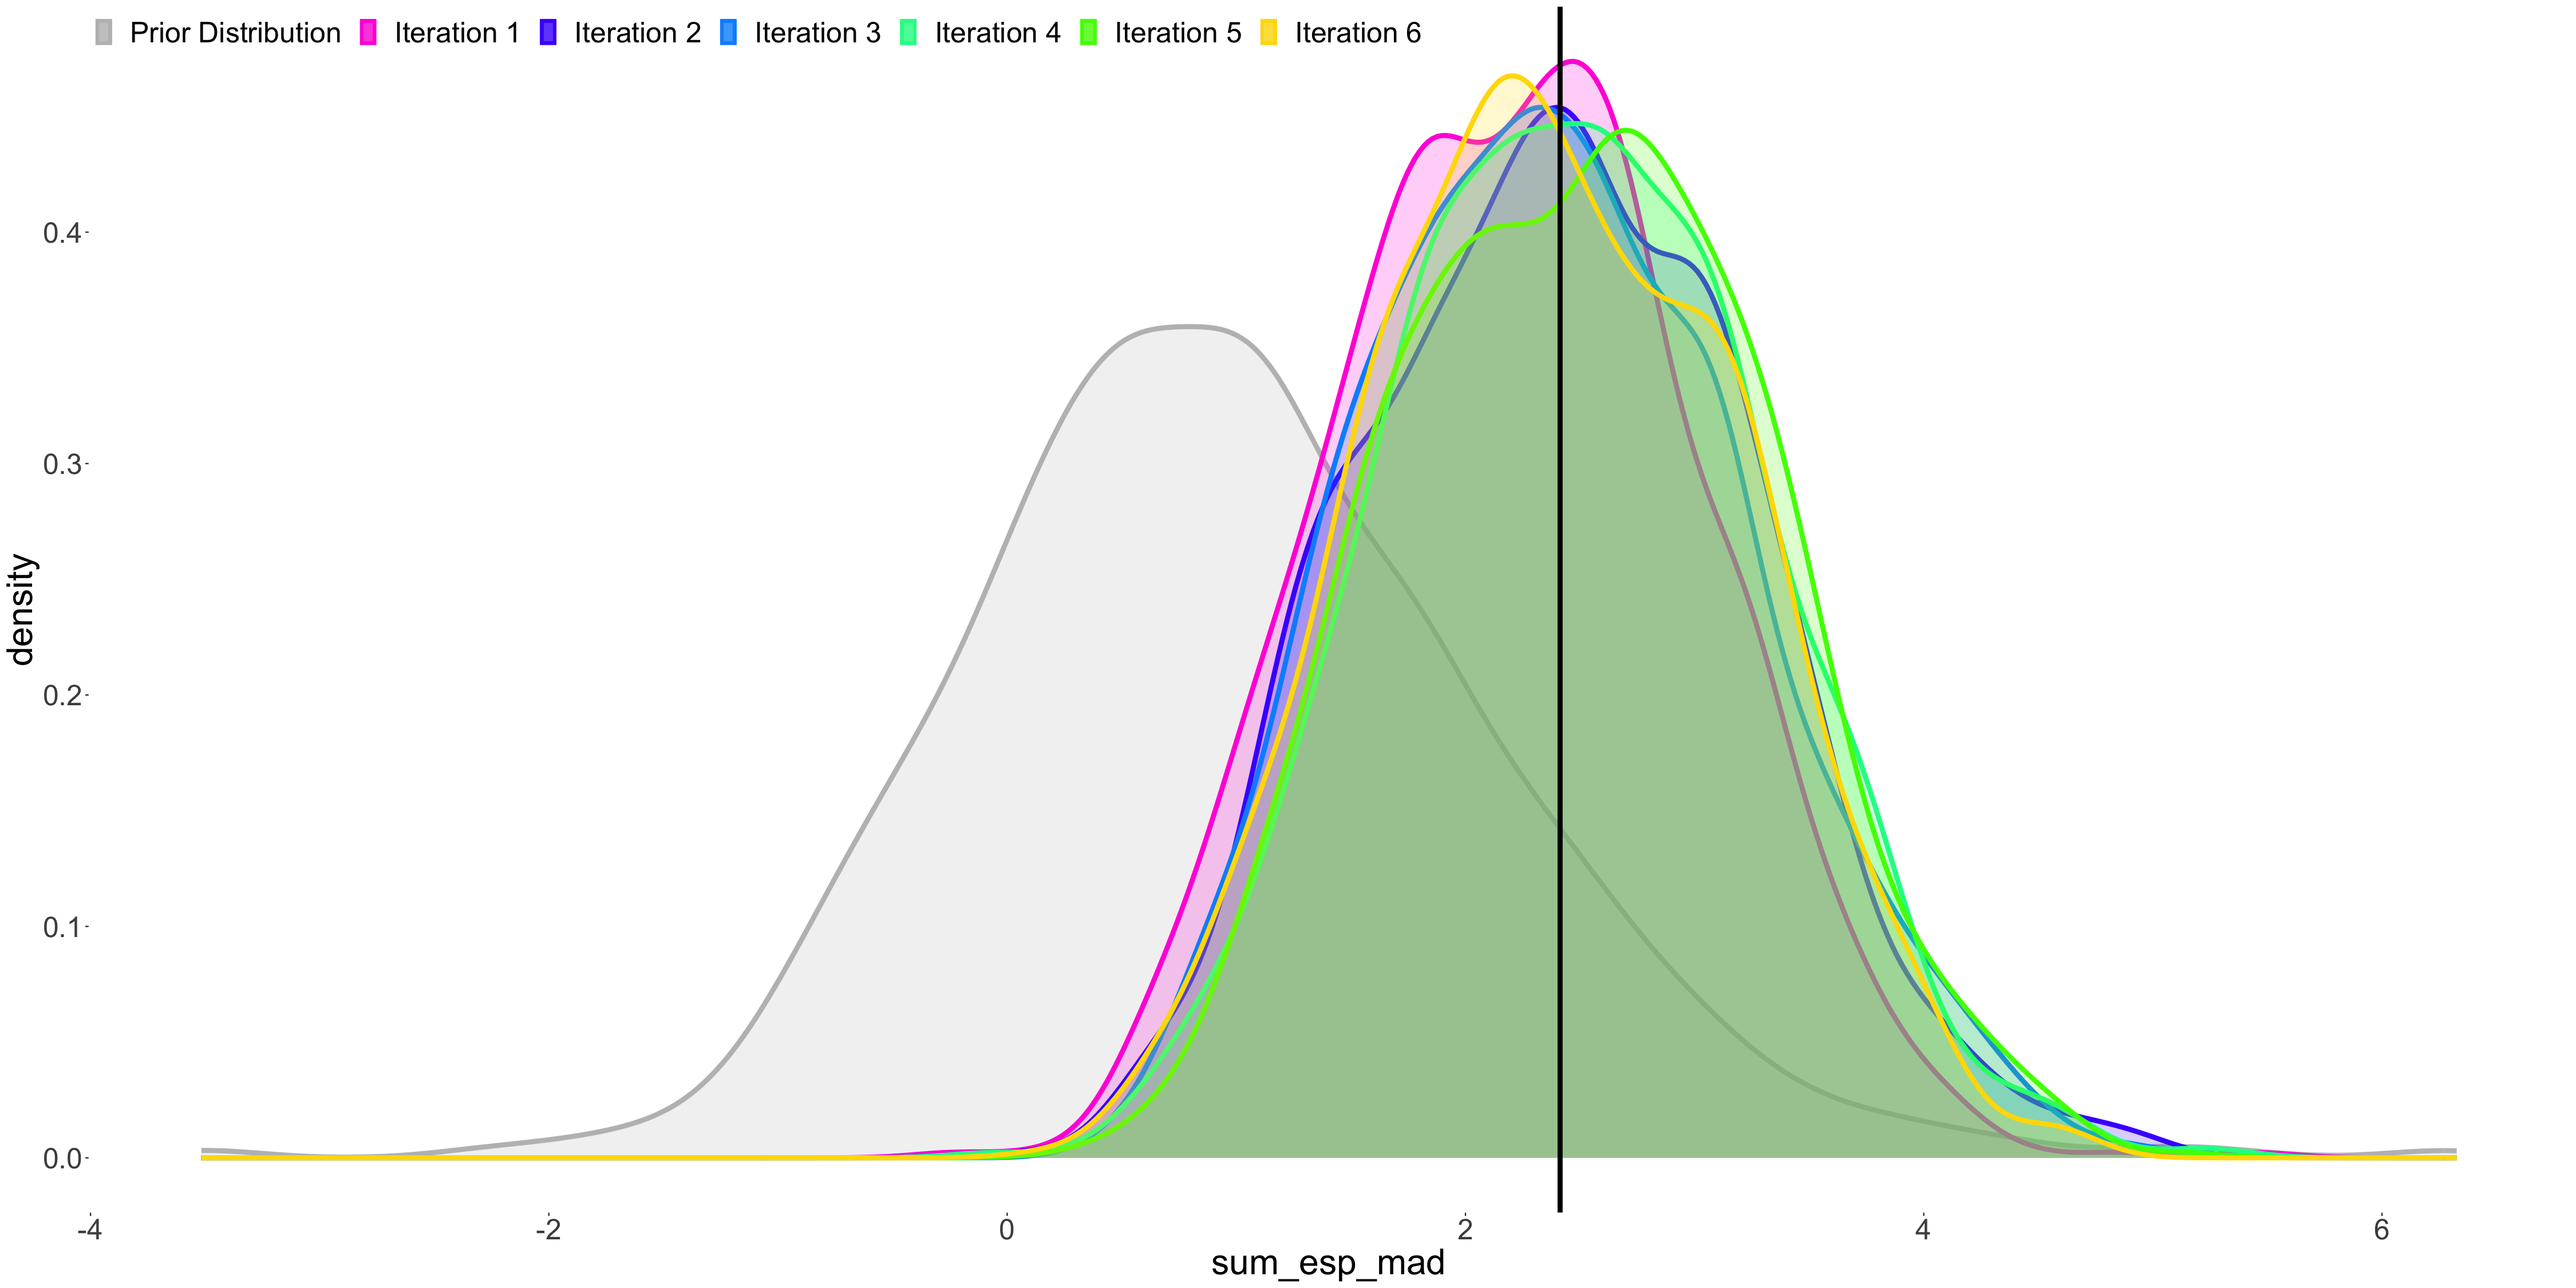 Prior Distribution Iteration 1 Iteration 2 Iteration 3 Iteration 4 Iteration 5 Iteration 6
0.4
0.3
density
0.2
0.1
0.0
-4 -2 0 2 4 6
sum_esp_mad